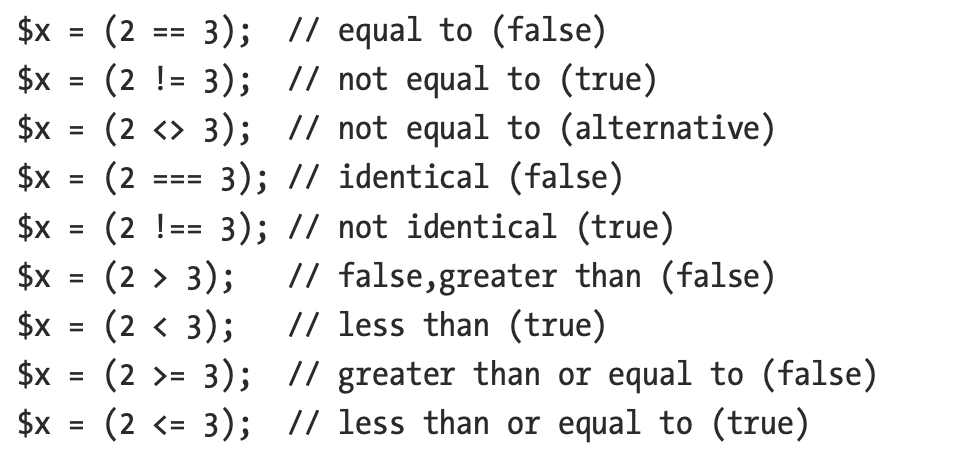 $x = (2 == 3);  // equal to (false)
$x = (2 != 3);  // not equal to (true)
$x = (2 <> 3);  // not equal to (alternative)
$x = (2 === 3); // identical (false)
$x = (2 !== 3); // not identical (true)
$x = (2 > 3);   // false,greater than (false)
$x = (2 < 3);   // less than (true)
$x = (2 >= 3);  // greater than or equal to (false)
$x = (2 <= 3);  // less than or equal to (true)